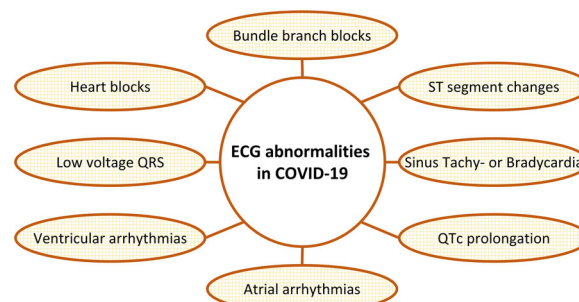 Bundle branch blocks
Heart blocks
ST segment changes
Low voltage QRS
ECG abnormalities
in COVID-19
Sinus Tachy- or Bradycardia
Ventricular arrhythmias
QTc prolongation
Atrial arrhythmias